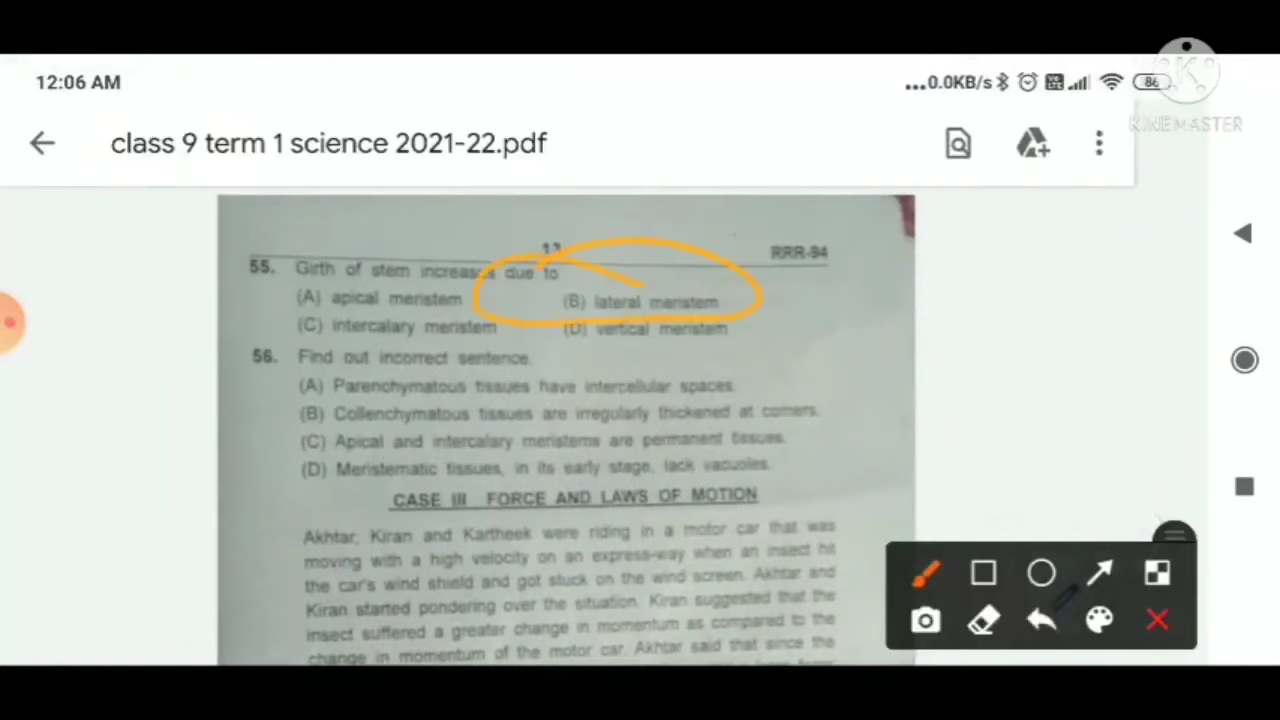 12:06 AM
...0.0KB/s
86
KINEMASTER
class 9 term 1 science 2021-22.pdf
13
RRR-94
55. Girth of stem increases due to
(A) apical meristem (B) lateral meristem
(C) intercalary meristem (D) vertical meristem
56. Find out incorrect sentence.
(A) Parenchymatous tissues have intercellular spaces.
(B) Collenchymatous tissues are irregularly thickened at corners.
(C) Apical and intercalary meristems are permanent tissues.
(D) Meristematic tissues, in its early stage, lack vacuoles.
CASE III FORCE AND LAWS OF MOTION
Akhtar, Kiran and Kartheek were riding in a motor car that was
moving with a high velocity on an express-way when an insect hit
the car's wind shield and got stuck on the wind screen. Akhtar and
Kiran started pondering over the situation. Kiran suggested that the
insect suffered a greater change in momentum as compared to the
change in momentum of the motor car. Akhtar said that since the